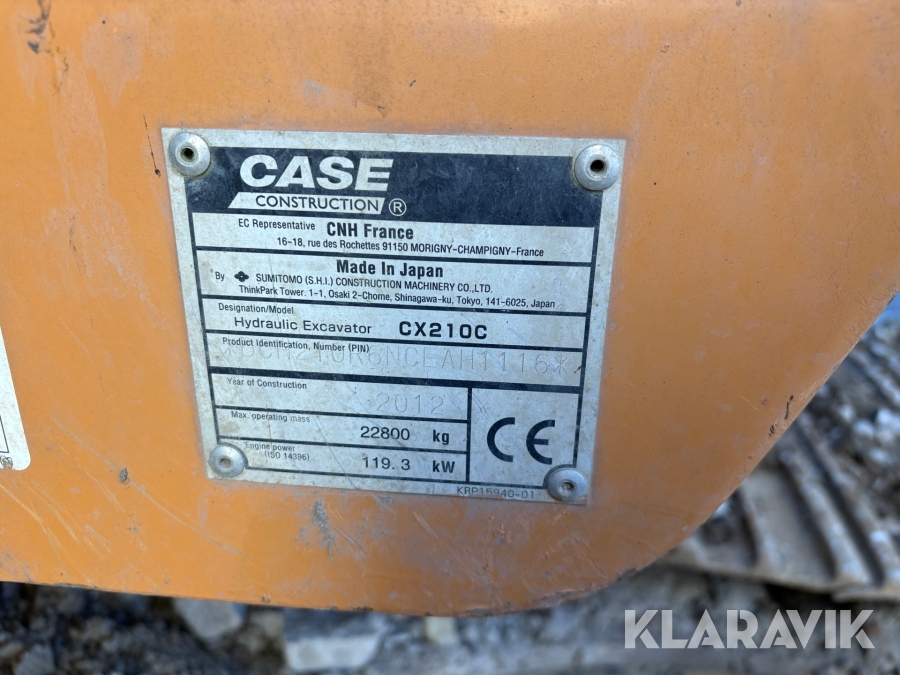 CASE
CONSTRUCTION ®
EC Representative CNH France
16-18, rue des Rochettes 91150 MORIGNY-CHAMPIGNY-France
Made In Japan
By SUMITOMO (S.H.I.) CONSTRUCTION MACHINERY CO.,LTD.
ThinkPark Tower. 1-1, Osaki 2-Chome, Shinagawa-ku, Tokyo, 141-6025, Japan
Designation/Model
Hydraulic Excavator CX210C
Product Identification, Number (PIN)
Year of Construction
2012
Max. operating mass
22800 kg
Engine power
(ISO 14396)
119.3 kW
CE
KRP15940-01
KLARAVIK